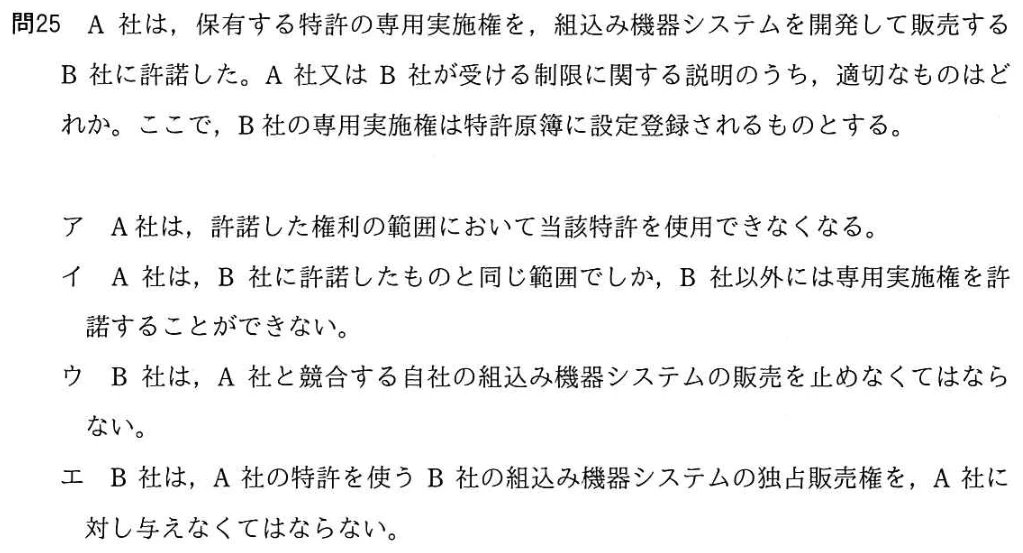 問25 A 社は，保有する特許の専用実施権を，組込み機器システムを開発して販売する
B 社に許諾した。A 社又は B 社が受ける制限に関する説明のうち，適切なものはど
れか。ここで，B 社の専用実施権は特許原簿に設定登録されるものとする。
ア A 社は，許諾した権利の範囲において当該特許を使用できなくなる。
イ A 社は，B 社に許諾したものと同じ範囲でしか，B 社以外には専用実施権を許
諾することができない。
ウ B 社は，A 社と競合する自社の組込み機器システムの販売を止めなくてはなら
ない。
エ B 社は，A 社の特許を使う B 社の組込み機器システムの独占販売権を，A 社に
対し与えなくてはならない。